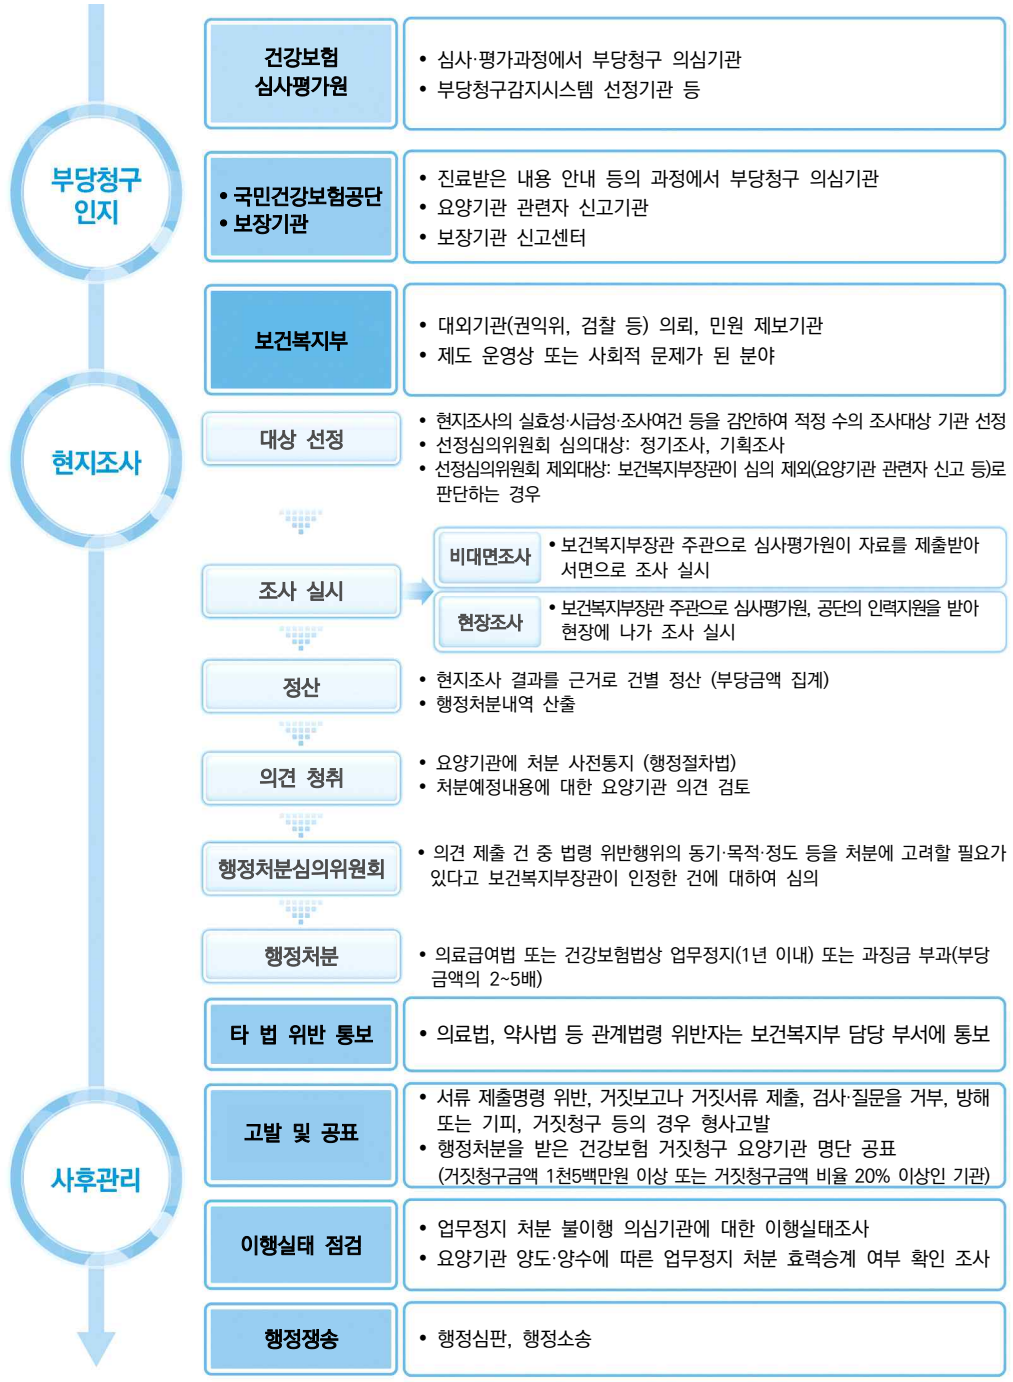 부당청구
인지
건강보험
심사평가원
• 심사·평가과정에서 부당청구 의심기관
• 부당청구감지시스템 선정기관 등
• 국민건강보험공단
• 보장기관
• 진료받은 내용 안내 등의 과정에서 부당청구 의심기관
• 요양기관 관련자 신고기관
• 보장기관 신고센터
보건복지부
• 대외기관(권익위, 검찰 등) 의뢰, 민원 제보기관
• 제도 운영상 또는 사회적 문제가 된 분야
현지조사
대상 선정
• 현지조사의 실효성·시급성·조사여건 등을 감안하여 적정 수의 조사대상 기관 선정
• 선정심의위원회 심의대상: 정기조사, 기획조사
• 선정심의위원회 제외대상: 보건복지부장관이 심의 제외(요양기관 관련자 신고 등)로
판단하는 경우
조사 실시
비대면조사
• 보건복지부장관 주관으로 심사평가원이 자료를 제출받아
서면으로 조사 실시
현장조사
• 보건복지부장관 주관으로 심사평가원, 공단의 인력지원을 받아
현장에 나가 조사 실시
정산
• 현지조사 결과를 근거로 건별 정산 (부당금액 집계)
• 행정처분내역 산출
의견 청취
• 요양기관에 처분 사전통지 (행정절차법)
• 처분예정내용에 대한 요양기관 의견 검토
행정처분심의위원회
• 의견 제출 건 중 법령 위반행위의 동기·목적·정도 등을 처분에 고려할 필요가
있다고 보건복지부장관이 인정한 건에 대하여 심의
행정처분
• 의료급여법 또는 건강보험법상 업무정지(1년 이내) 또는 과징금 부과(부당
금액의 2~5배)
사후관리
타 법 위반 통보
• 의료법, 약사법 등 관계법령 위반자는 보건복지부 담당 부서에 통보
고발 및 공표
• 서류 제출명령 위반, 거짓보고나 거짓서류 제출, 검사·질문을 거부, 방해
또는 기피, 거짓청구 등의 경우 형사고발
• 행정처분을 받은 건강보험 거짓청구 요양기관 명단 공표
(거짓청구금액 1천5백만원 이상 또는 거짓청구금액 비율 20% 이상인 기관)
이행실태 점검
• 업무정지 처분 불이행 의심기관에 대한 이행실태조사
• 요양기관 양도·양수에 따른 업무정지 처분 효력승계 여부 확인 조사
행정쟁송
• 행정심판, 행정소송